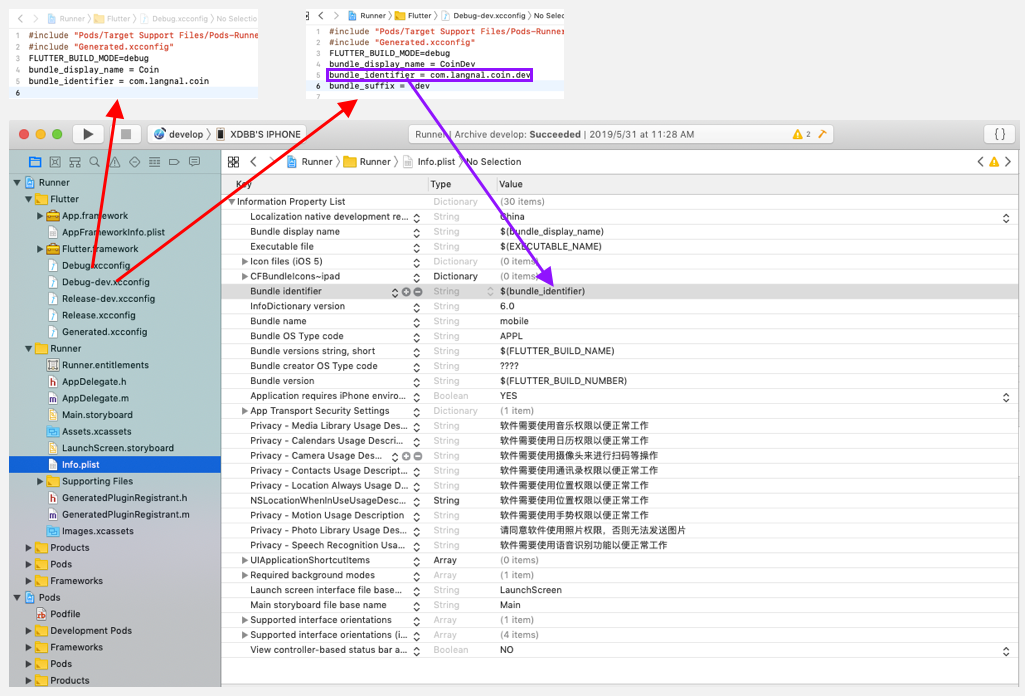 Runner 〉 Flutter 〉 Debug.xcconfig 〉 No Selectio
1 #include "Pods/Target Support Files/Pods-Runne
2 #include "Generated.xcconfig"
3 FLUTTER_BUILD_MODE=debug
4 bundle_display_name = Coin
5 bundle_identifier = com.langnal.coin
6
Runner 〉 Flutter 〉 Debug-dev.xcconfig 〉 No Selec
1 #include "Pods/Target Support Files/Pods-Runner
2 #include "Generated.xcconfig"
3 FLUTTER_BUILD_MODE=debug
4 bundle_display_name = CoinDev
5 bundle_identifier = com.langnal.coin.dev
6 bundle_suffix = .dev
7
develop 〉 XDBB'S IPHONE
Runner | Archive develop: Succeeded | 2019/5/31 at 11:28 AM
2
{ }
Runner 〉 Runner 〉 Info.plist 〉 No Selection
Runner
Flutter
App.framework
AppFrameworkInfo.plist
Flutter.framework
Debug.xcconfig
Debug-dev.xcconfig
Release-dev.xcconfig
Release.xcconfig
Generated.xcconfig
Runner
Runner.entitlements
AppDelegate.h
AppDelegate.m
Main.storyboard
Assets.xcassets
LaunchScreen.storyboard
Info.plist
Supporting Files
GeneratedPluginRegistrant.h
GeneratedPluginRegistrant.m
Images.xcassets
Products
Pods
Frameworks
Pods
Podfile
Development Pods
Frameworks
Pods
Products
Key Type Value
Information Property List Dictionary (30 items)
Localization native development re... String China
Bundle display name String $(bundle_display_name)
Executable file String $(EXECUTABLE_NAME)
Icon files (iOS 5) Dictionary (0 items)
CFBundleIcons~ipad Dictionary (0 items)
Bundle identifier String $(bundle_identifier)
InfoDictionary version String 6.0
Bundle name String mobile
Bundle OS Type code String APPL
Bundle versions string, short String $(FLUTTER_BUILD_NAME)
Bundle creator OS Type code String ????
Bundle version String $(FLUTTER_BUILD_NUMBER)
Application requires iPhone enviro... Boolean YES
App Transport Security Settings Dictionary (1 item)
Privacy - Media Library Usage Des... String 软件需要使用音乐权限以便正常工作
Privacy - Calendars Usage Descri... String 软件需要使用日历权限以便正常工作
Privacy - Camera Usage Des... String 软件需要使用摄像头来进行扫码等操作
Privacy - Contacts Usage Descript... String 软件需要使用通讯录权限以便正常工作
Privacy - Location Always Usage D... String 软件需要使用位置权限以便正常工作
NSLocationWhenInUseUsageDesc... String 软件需要使用位置权限以便正常工作
Privacy - Motion Usage Description String 软件需要使用手势权限以便正常工作
Privacy - Photo Library Usage Des... String 请同意软件使用照片权限，否则无法发送图片
Privacy - Speech Recognition Usa... String 软件需要使用语音识别功能以便正常工作
UIApplicationShortcutItems Array (0 items)
Required background modes Array (1 item)
Launch screen interface file base... String LaunchScreen
Main storyboard file base name String Main
Supported interface orientations Array (1 item)
Supported interface orientations (i... Array (4 items)
View controller-based status bar a... Boolean NO